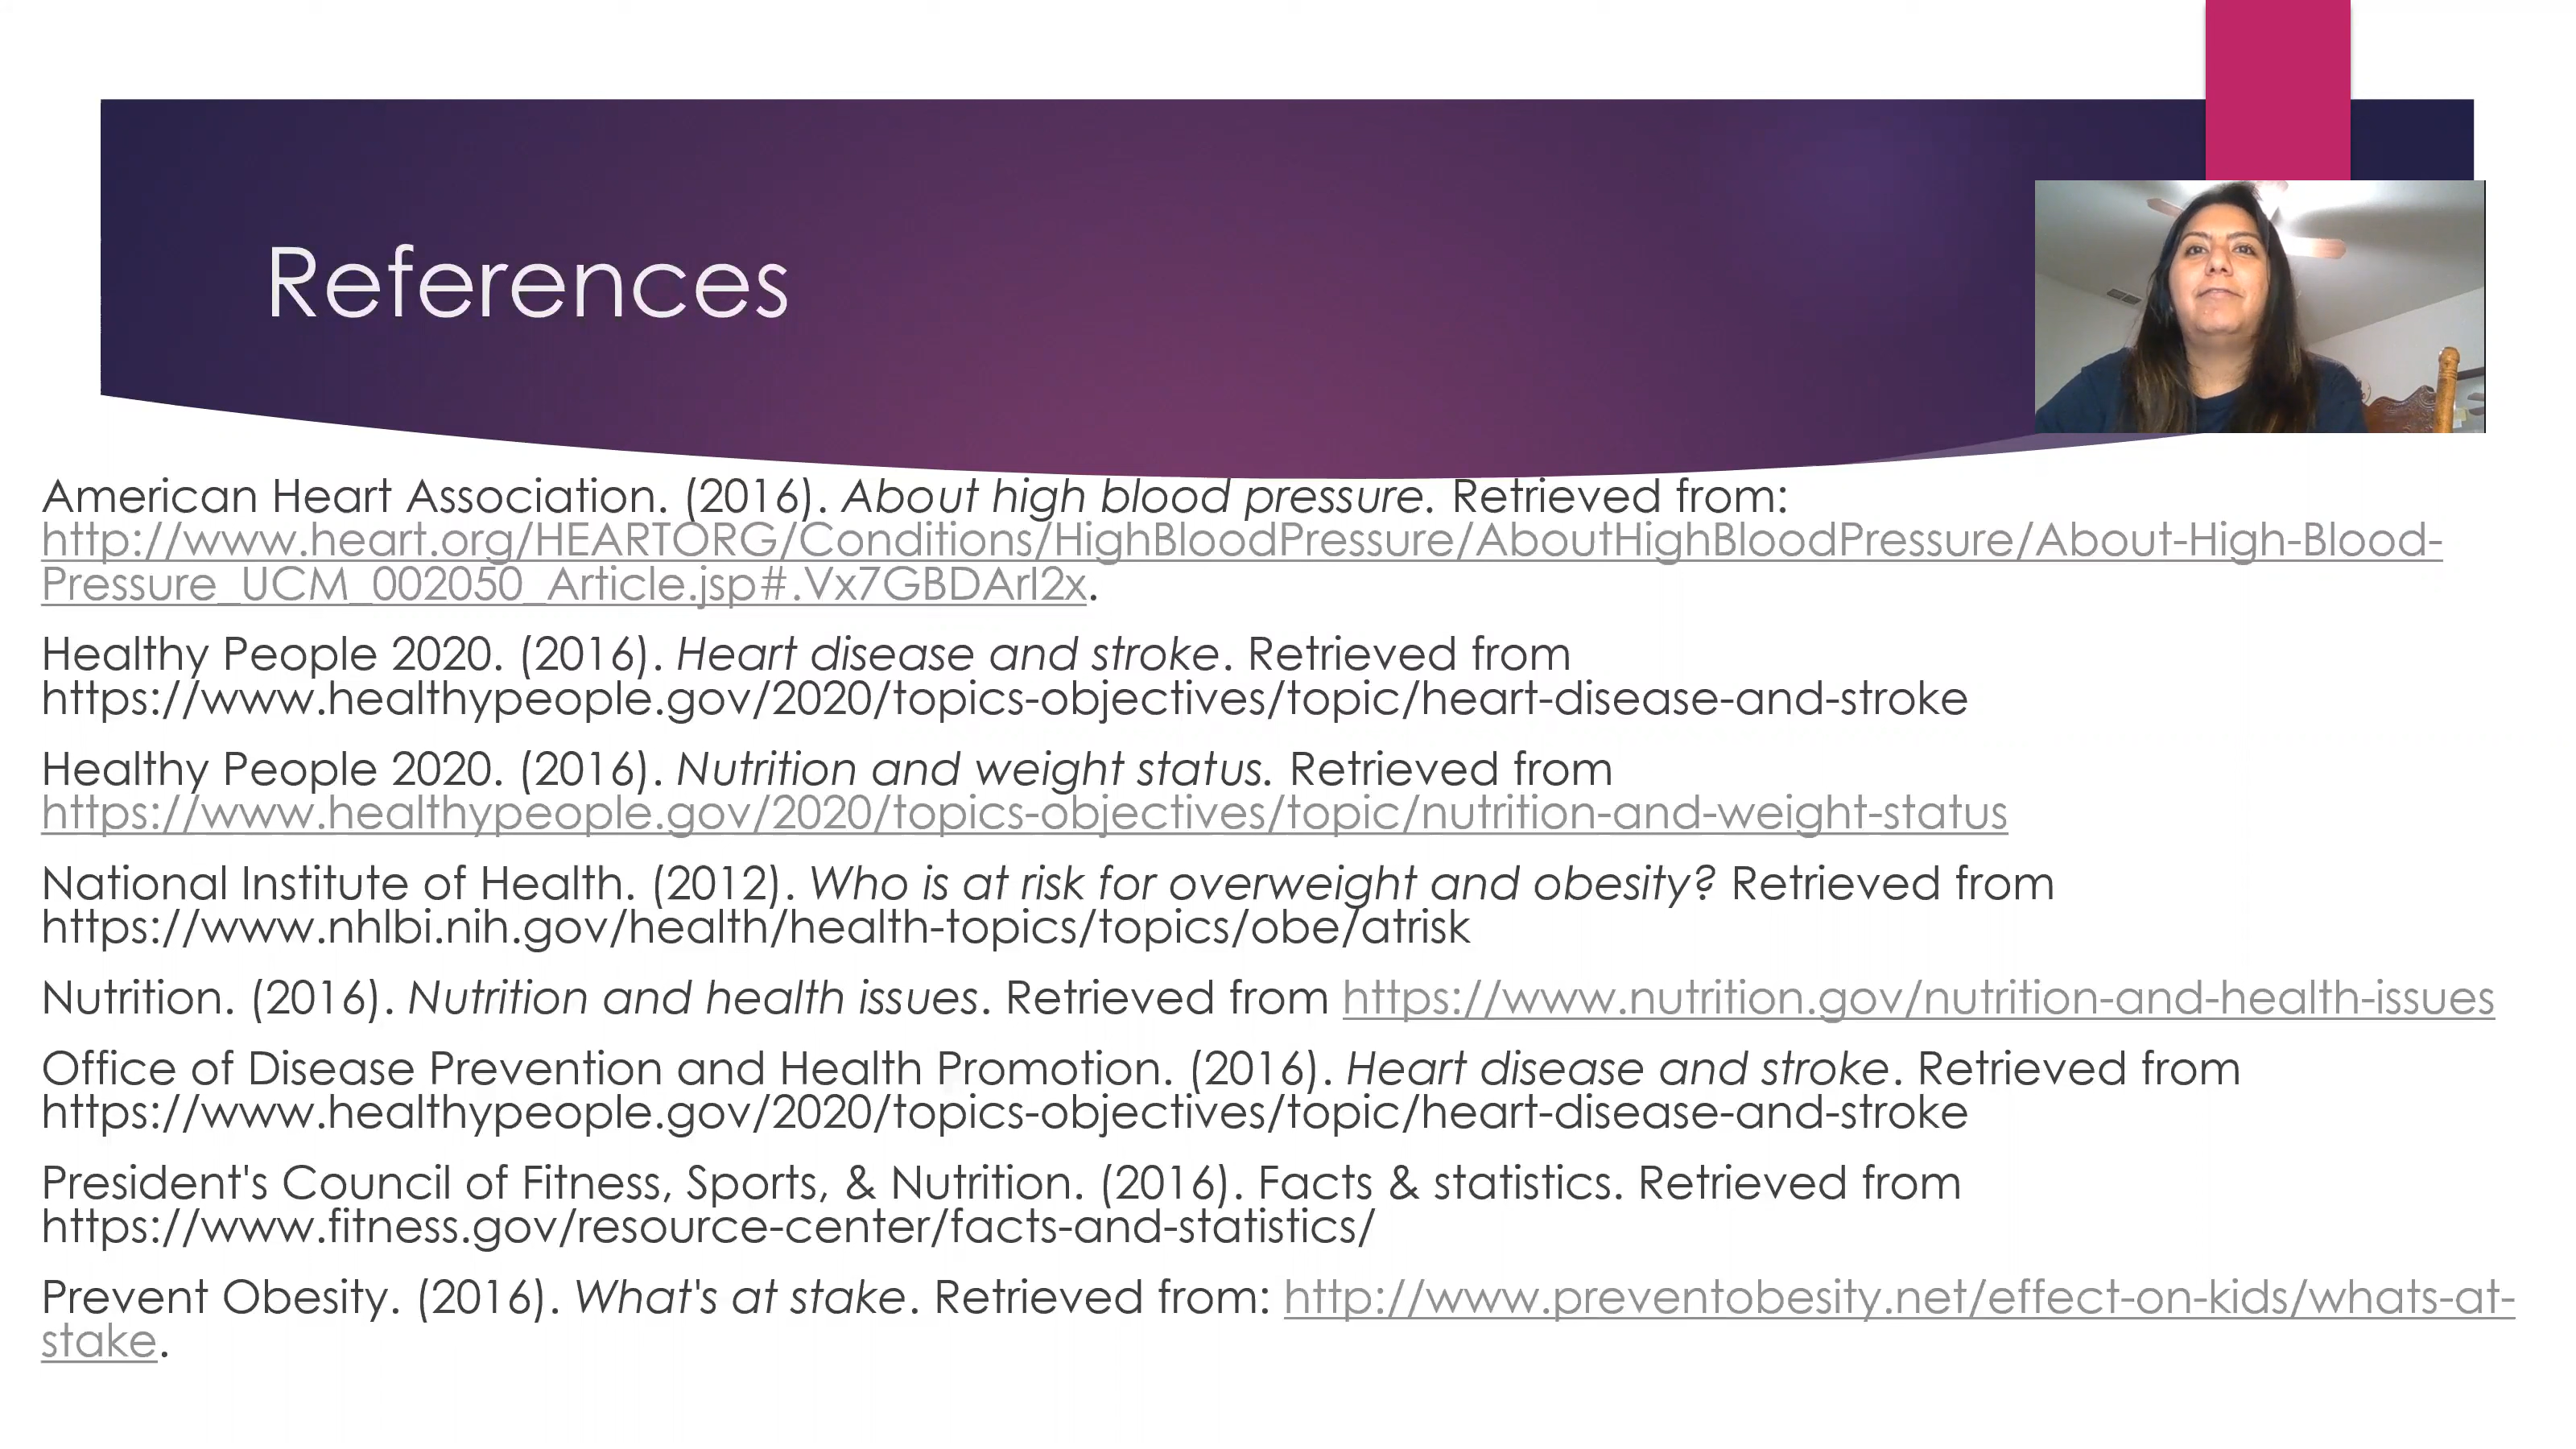 References
American Heart Association. (2016). About high blood pressure. Retrieved from:
http://www.heart.org/HEARTORG/Conditions/HighBloodPressure/AboutHighBloodPressure/About-High-Blood-
Pressure_UCM_002050_Article.jsp#.Vx7GBDArI2x.
Healthy People 2020. (2016). Heart disease and stroke. Retrieved from
https://www.healthypeople.gov/2020/topics-objectives/topic/heart-disease-and-stroke
Healthy People 2020. (2016). Nutrition and weight status. Retrieved from
https://www.healthypeople.gov/2020/topics-objectives/topic/nutrition-and-weight-status
National Institute of Health. (2012). Who is at risk for overweight and obesity? Retrieved from
https://www.nhlbi.nih.gov/health/health-topics/topics/obe/atrisk
Nutrition. (2016). Nutrition and health issues. Retrieved from https://www.nutrition.gov/nutrition-and-health-issues
Office of Disease Prevention and Health Promotion. (2016). Heart disease and stroke. Retrieved from
https://www.healthypeople.gov/2020/topics-objectives/topic/heart-disease-and-stroke
President's Council of Fitness, Sports, & Nutrition. (2016). Facts & statistics. Retrieved from
https://www.fitness.gov/resource-center/facts-and-statistics/
Prevent Obesity. (2016). What's at stake. Retrieved from: http://www.preventobesity.net/effect-on-kids/whats-at-
stake.